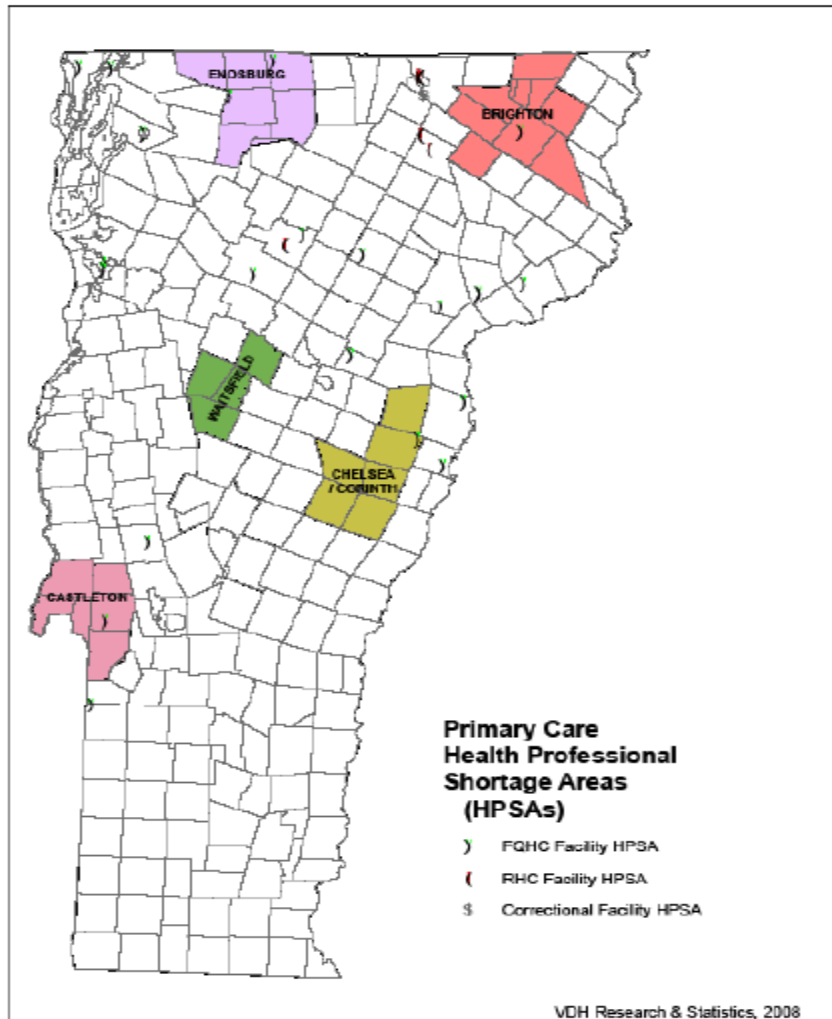 ENOSBURG
BRIGHTON
WAITSFIELD
CHELSEA
/ CORINTH
CASTLETON
Primary Care
Health Professional
Shortage Areas
(HPSAs)
FQHC Facility HPSA
RHC Facility HPSA
$ Correctional Facility HPSA
VDH Research & Statistics, 2008